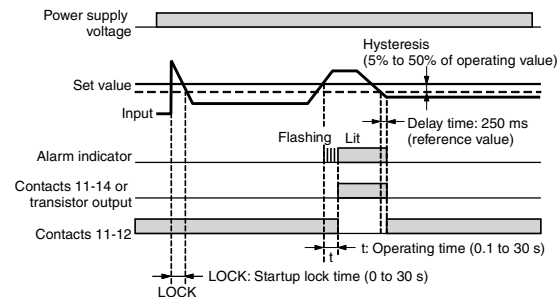 Power supply
voltage
Hysteresis
(5% to 50% of operating value)
Set value
Input
Delay time: 250 ms
(reference value)
Flashing
Lit
Alarm indicator
Contacts 11-14 or
transistor output
Contacts 11-12
t
t: Operating time (0.1 to 30 s)
LOCK: Startup lock time (0 to 30 s)
LOCK